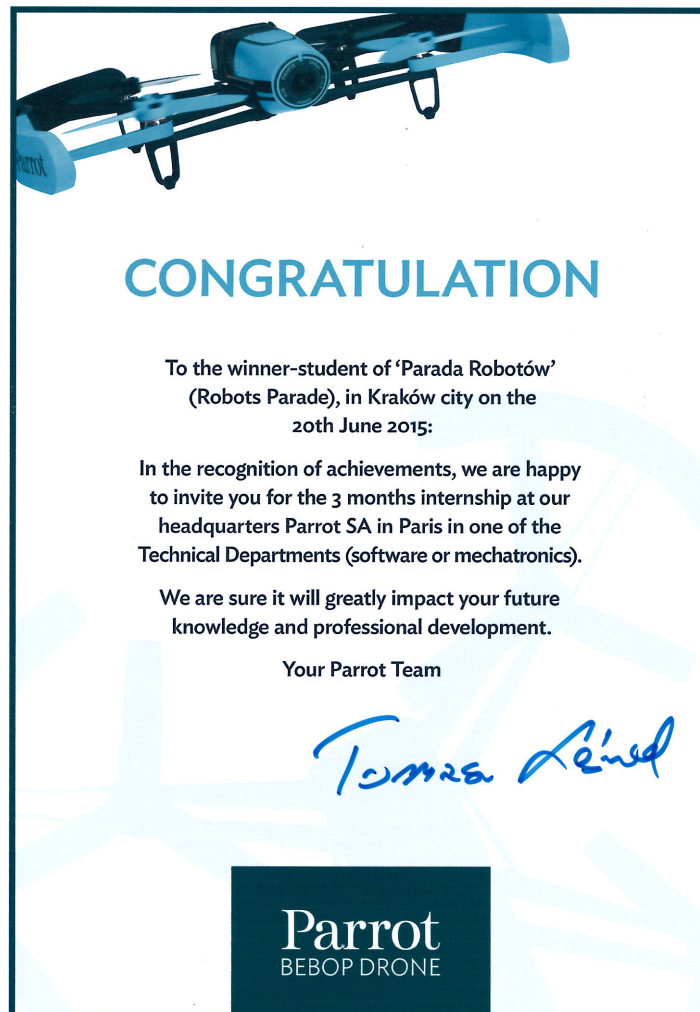 Parrot
CONGRATULATION
To the winner-student of ‘Parada Robotów’
(Robots Parade), in Kraków city on the
20th June 2015:
In the recognition of achievements, we are happy
to invite you for the 3 months internship at our
headquarters Parrot SA in Paris in one of the
Technical Departments (software or mechatronics).
We are sure it will greatly impact your future
knowledge and professional development.
Your Parrot Team
Parrot
BEBOP DRONE